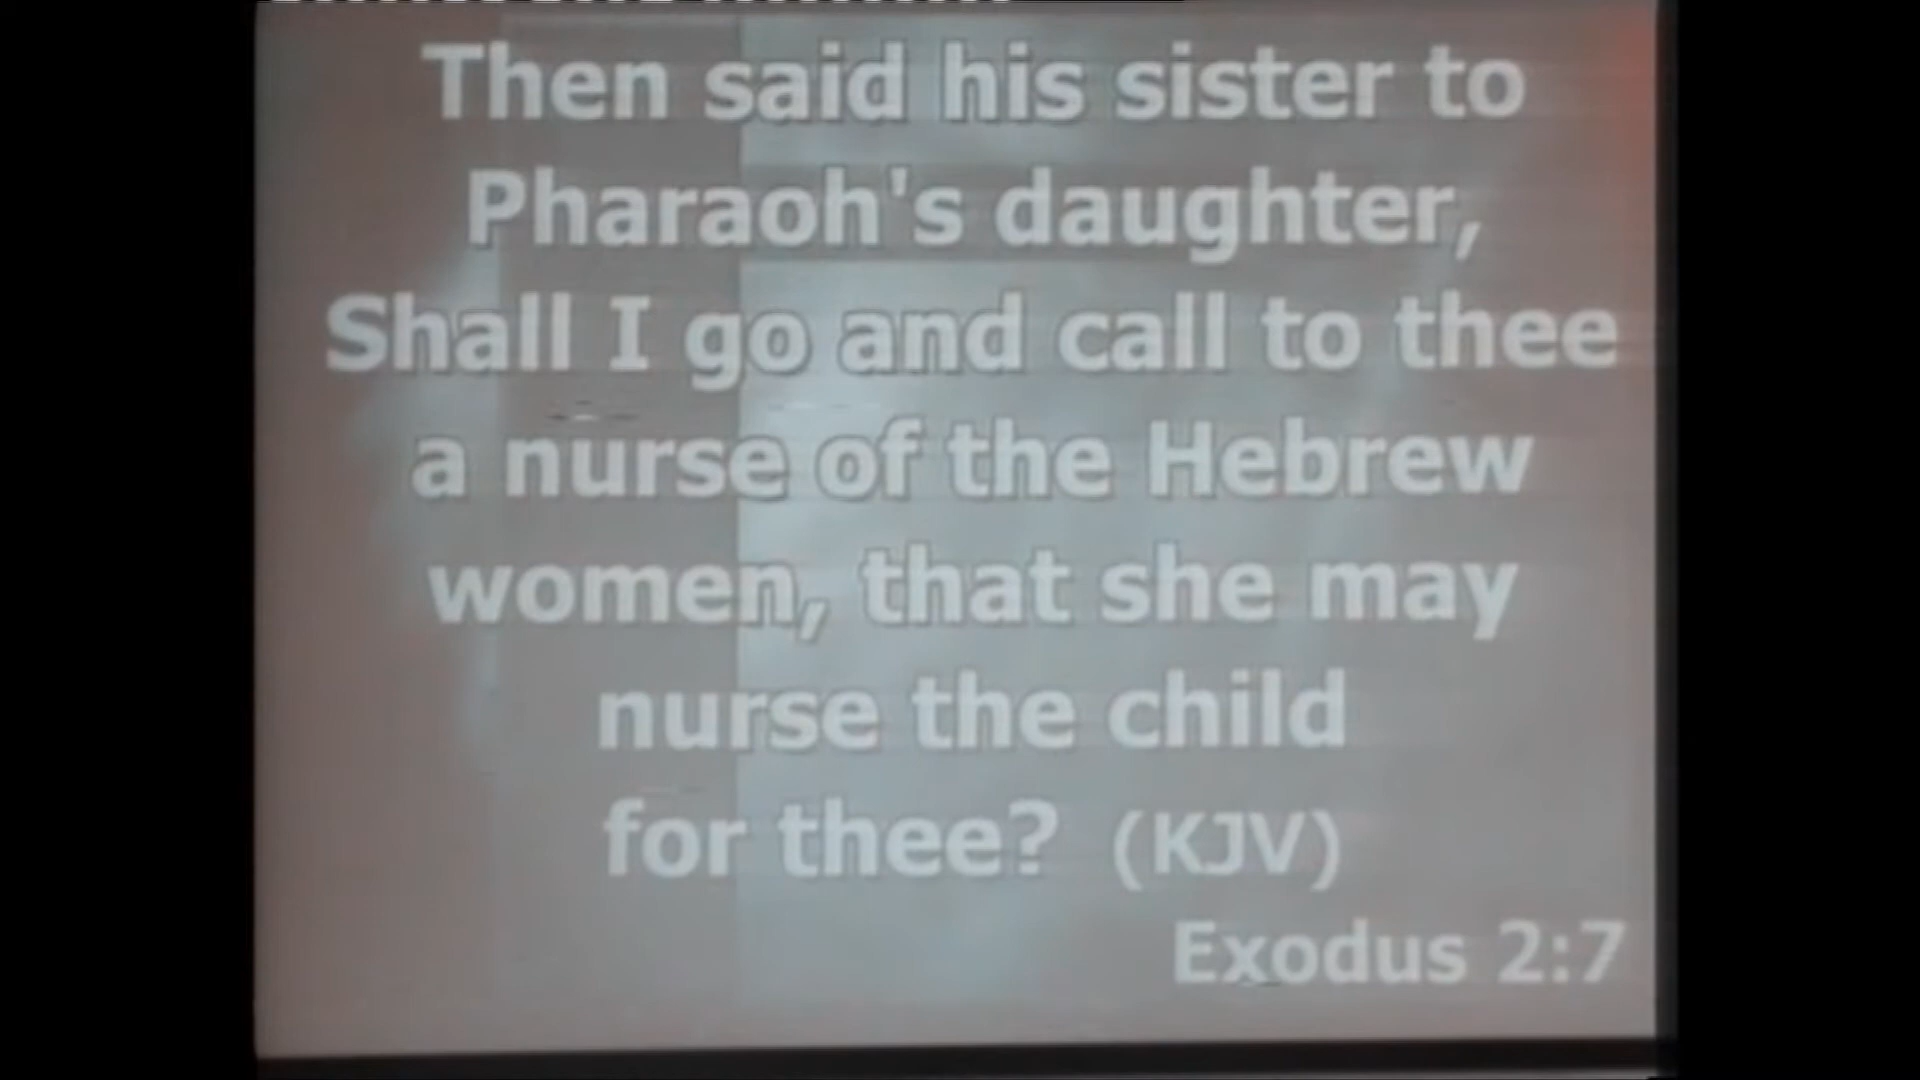 Then said his sister to
Pharaoh's daughter,
Shall I go and call to thee
a nurse of the Hebrew
women, that she may
nurse the child
for thee? (KJV)
Exodus 2:7